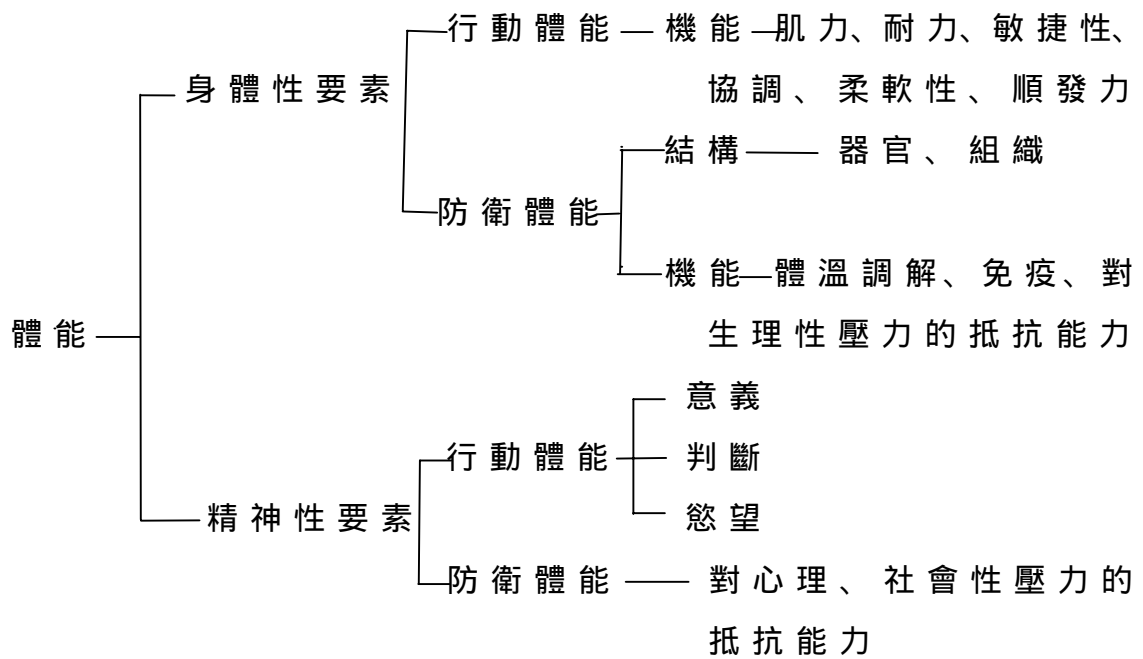 行動體能 機能 肌力、耐力、敏捷性、
身體性要素 協調、柔軟性、順發力
結構 器官、組織
防衛體能
機能 體溫調解、免疫、對
體能 生理性壓力的抵抗能力
意義
行動體能 判斷
精神性要素 慾望
防衛體能 對心理、社會性壓力的
抵抗能力